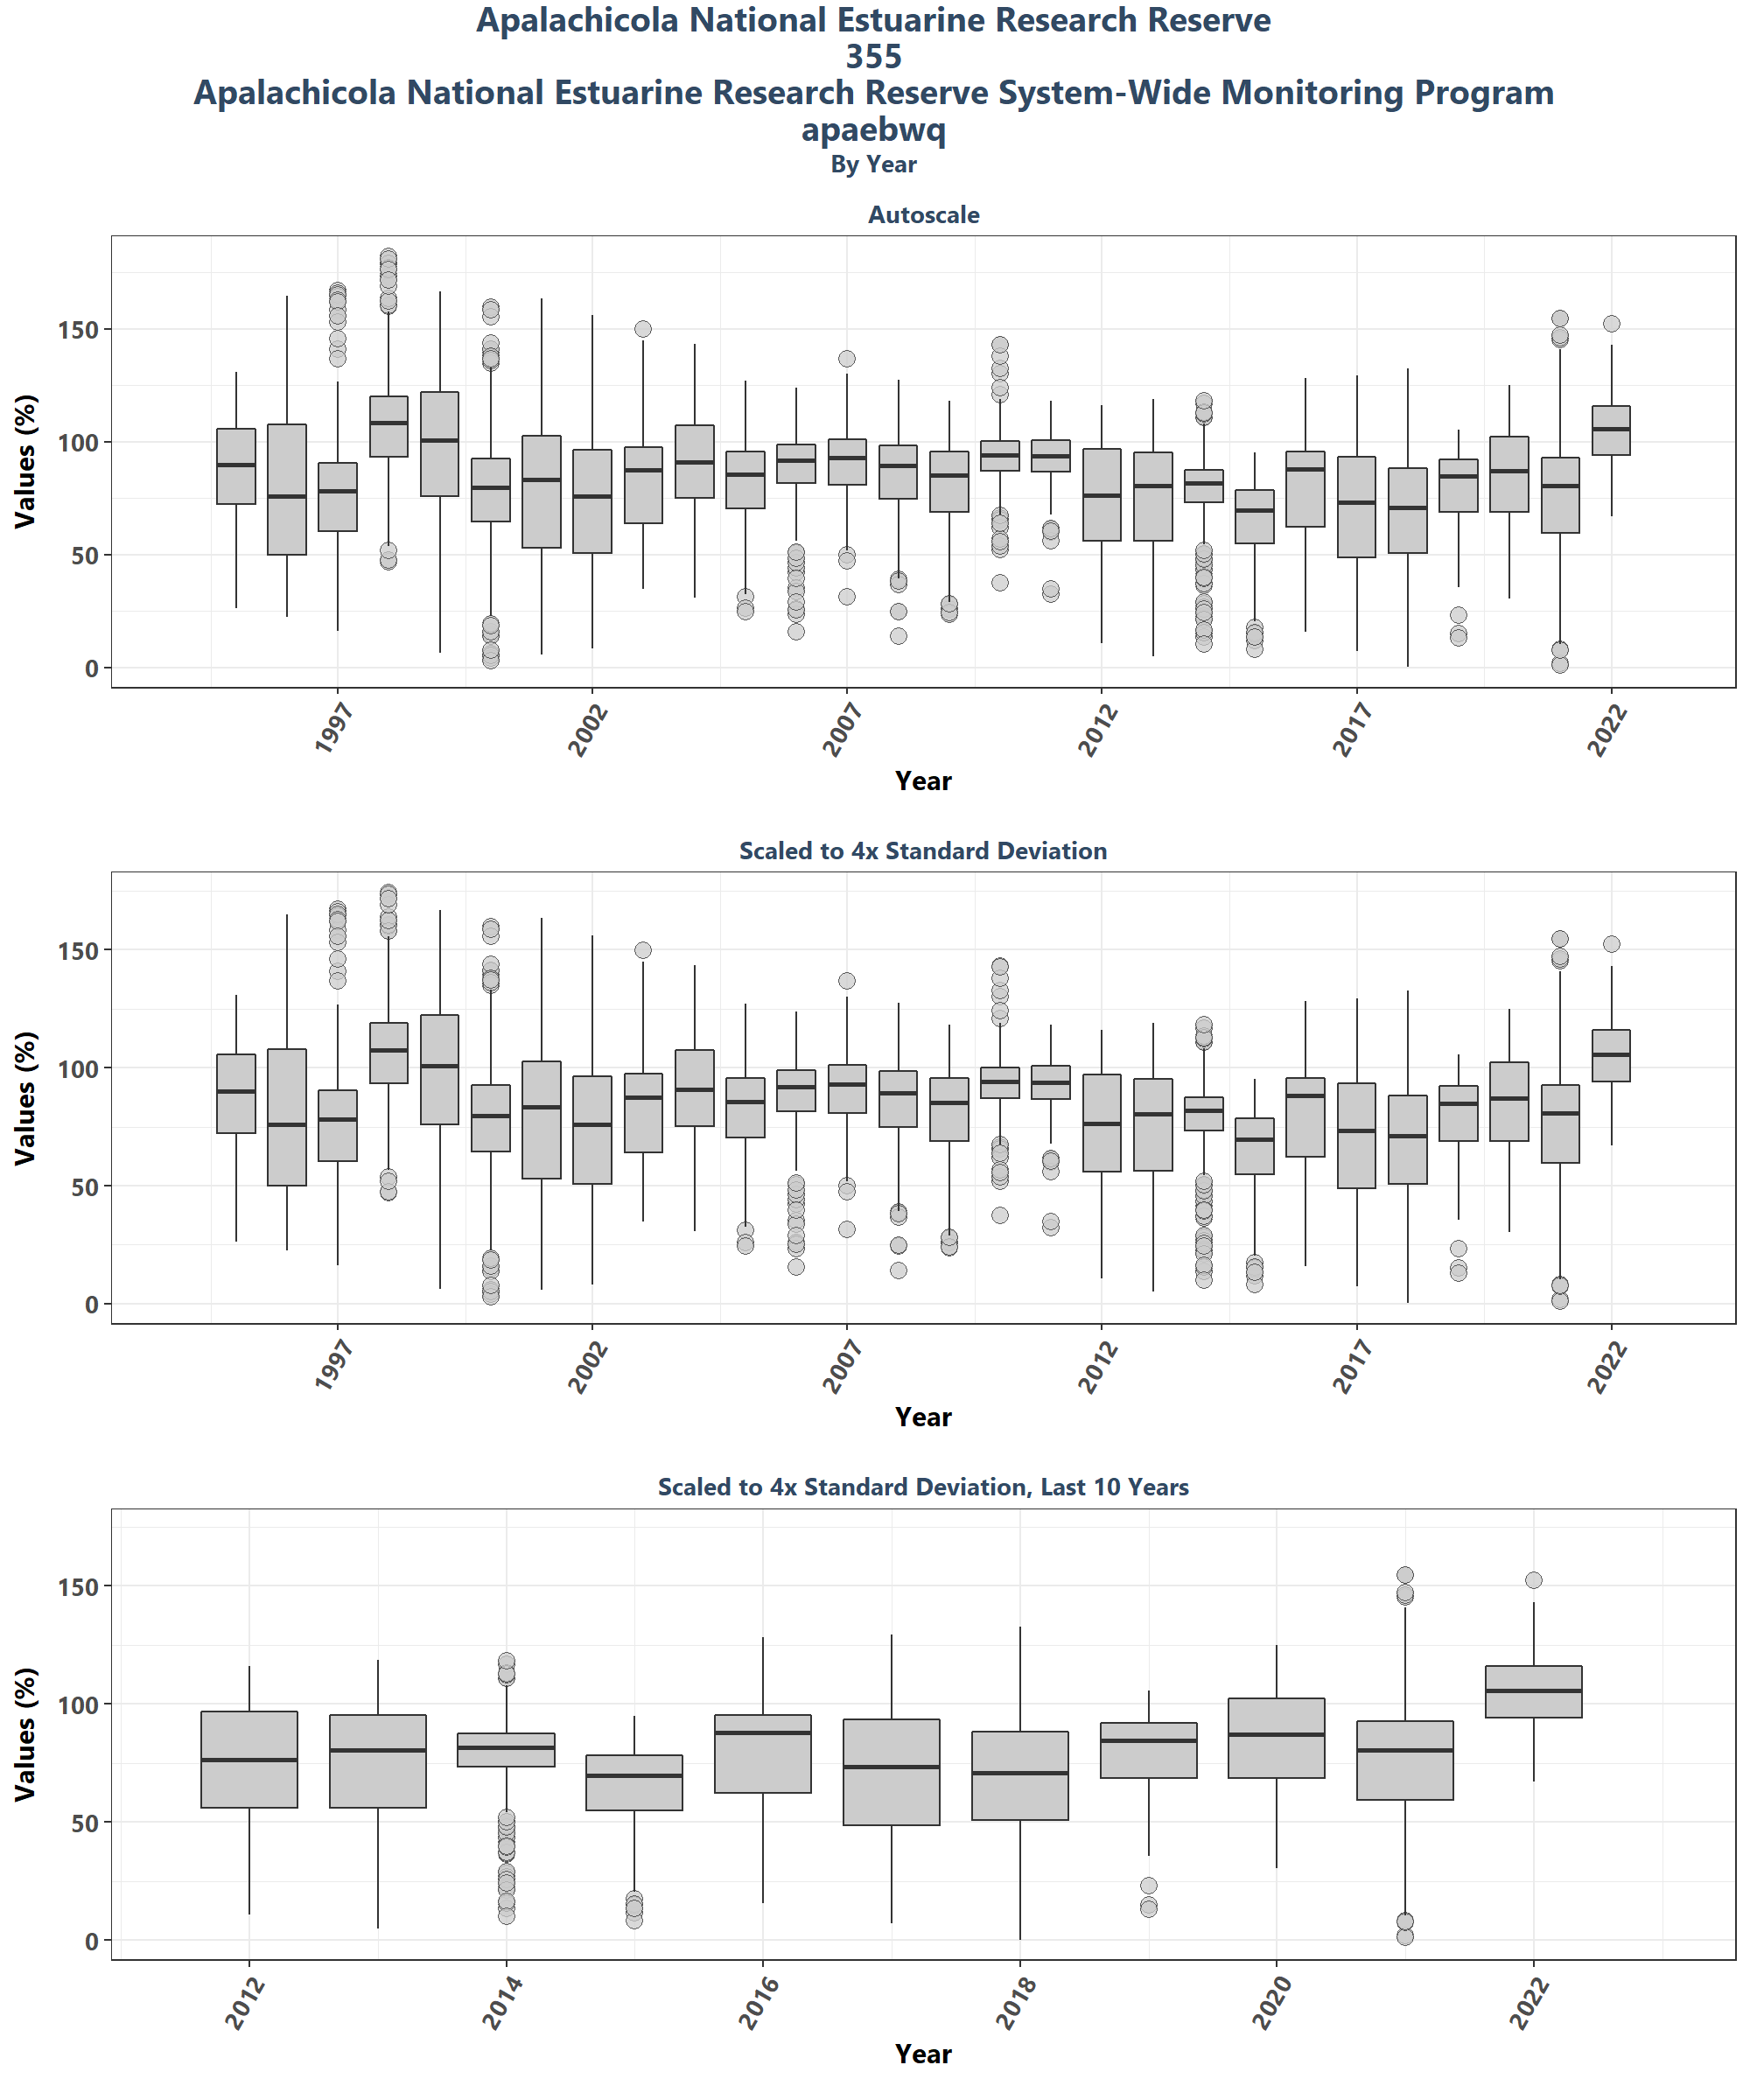 Apalachicola National Estuarine Research Reserve
355
Apalachicola National Estuarine Research Reserve System-Wide Monitoring Program
apaebwq
By Year
Autoscale
Values (%)
150
100
50
0
1997 2002 2007 2012 2017 2022
Year
Scaled to 4x Standard Deviation
Values (%)
150
100
50
0
1997 2002 2007 2012 2017 2022
Year
Scaled to 4x Standard Deviation, Last 10 Years
Values (%)
150
100
50
0
2012 2014 2016 2018 2020 2022
Year